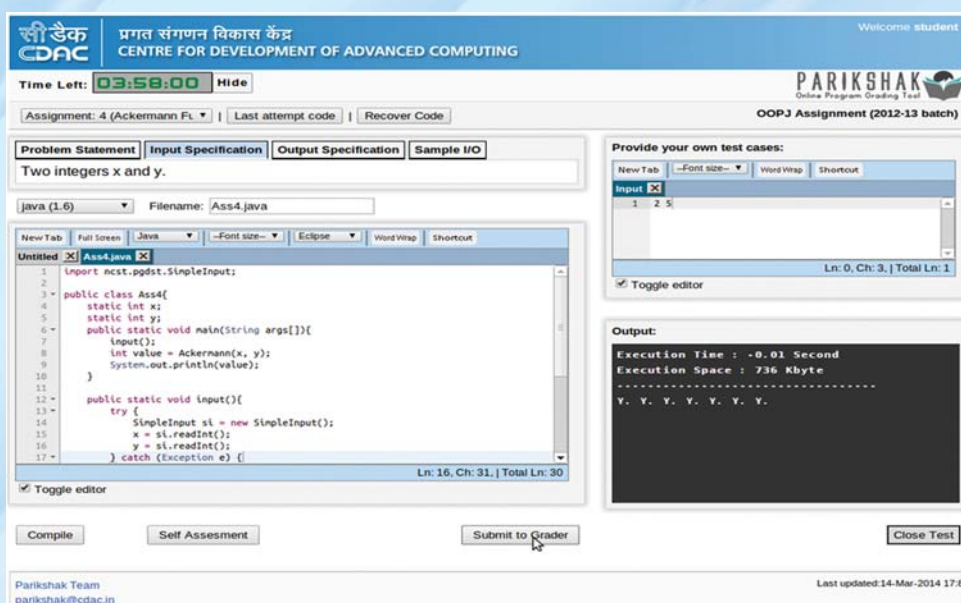 सी डैक
CDAC
प्रगत संगणन विकास केंद्र
CENTRE FOR DEVELOPMENT OF ADVANCED COMPUTING
Welcome student
Time Left: 03:58:00 Hide
PARIKSHAK
Online Program Grading Tool
Assignment: 4 (Ackermann Fu | Last attempt code | Recover Code
OOPJ Assignment (2012-13 batch)
Problem Statement Input Specification Output Specification Sample I/O
Two integers x and y.
java (1.6) Filename: Ass4.java
New Tab Full Screen Java --Font size-- Eclipse Word Wrap Shortcut
Untitled X Ass4.java X
1 import ncst.pgdst.SimpleInput;
2
3 public class Ass4{
4 static int x;
5 static int y;
6 public static void main(String args[]){
7 input();
8 int value = Ackermann(x, y);
9 System.out.println(value);
10 }
11
12 public static void input(){
13 try {
14 SimpleInput si = new SimpleInput();
15 x = si.readInt();
16 y = si.readInt();
17 } catch (Exception e) {
Ln: 16, Ch: 31, | Total Ln: 30
Toggle editor
Provide your own test cases:
New Tab --Font size-- Word Wrap Shortcut
Input X
1 2 5
Ln: 0, Ch: 3, | Total Ln: 1
Toggle editor
Output:
Execution Time : -0.01 Second
Execution Space : 736 Kbyte
-----------------------------------
Y. Y. Y. Y. Y. Y. Y.
Compile Self Assesment Submit to Grader Close Test
Parikshak Team
parikshak@cdac.in
Last updated:14-Mar-2014 17: